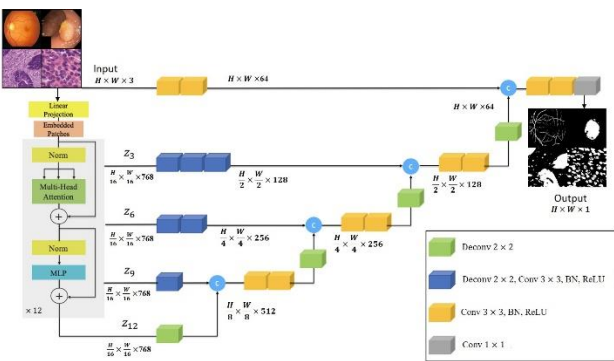 Input
H × W × 3
H × W × 64
C
H × W × 64
Linear
Projection
Embedded
Patches
Norm
Multi-Head
Attention
+
Norm
MLP
+
× 12
Z3
H/16 × W/16 × 768
H/2 × W/2 × 128
C
H/2 × W/2 × 128
Z6
H/16 × W/16 × 768
H/4 × W/4 × 256
C
H/4 × W/4 × 256
Z9
H/16 × W/16 × 768
C
H/8 × W/8 × 512
Z12
H/16 × W/16 × 768
Output
H × W × 1
Deconv 2 × 2
Deconv 2 × 2, Conv 3 × 3, BN, ReLU
Conv 3 × 3, BN, ReLU
Conv 1 × 1